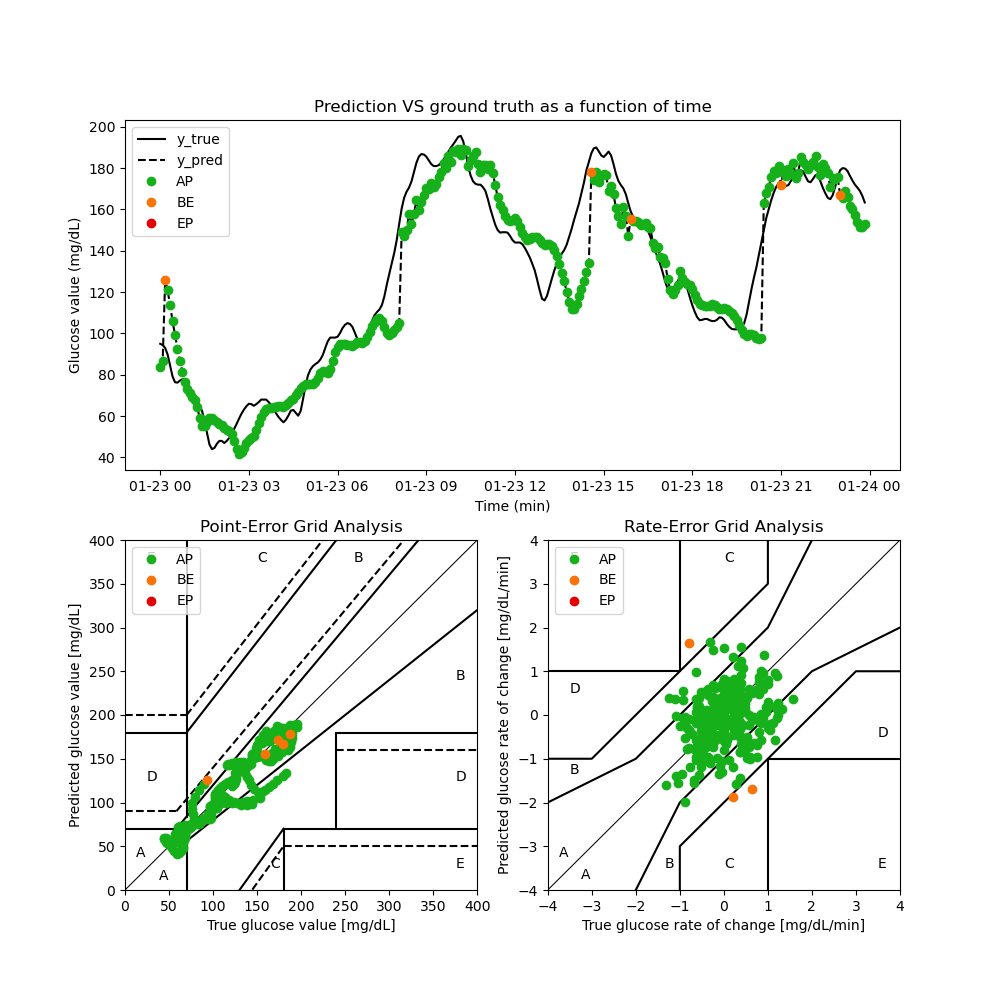 Prediction VS ground truth as a function of time
Glucose value (mg/dL)
200
180
160
140
120
100
80
60
40
y_true
y_pred
AP
BE
EP
01-23 00 01-23 03 01-23 06 01-23 09 01-23 12 01-23 15 01-23 18 01-23 21 01-24 00
Time (min)
Point-Error Grid Analysis
Predicted glucose value [mg/dL]
400
350
300
250
200
150
100
50
0
AP
BE
EP
C
B
B
D
D
A
A
C
E
0 50 100 150 200 250 300 350 400
True glucose value [mg/dL]
Rate-Error Grid Analysis
Predicted glucose rate of change [mg/dL/min]
4
3
2
1
0
−1
−2
−3
−4
AP
BE
EP
C
D
D
B
A
A
B
C
E
−4 −3 −2 −1 0 1 2 3 4
True glucose rate of change [mg/dL/min]